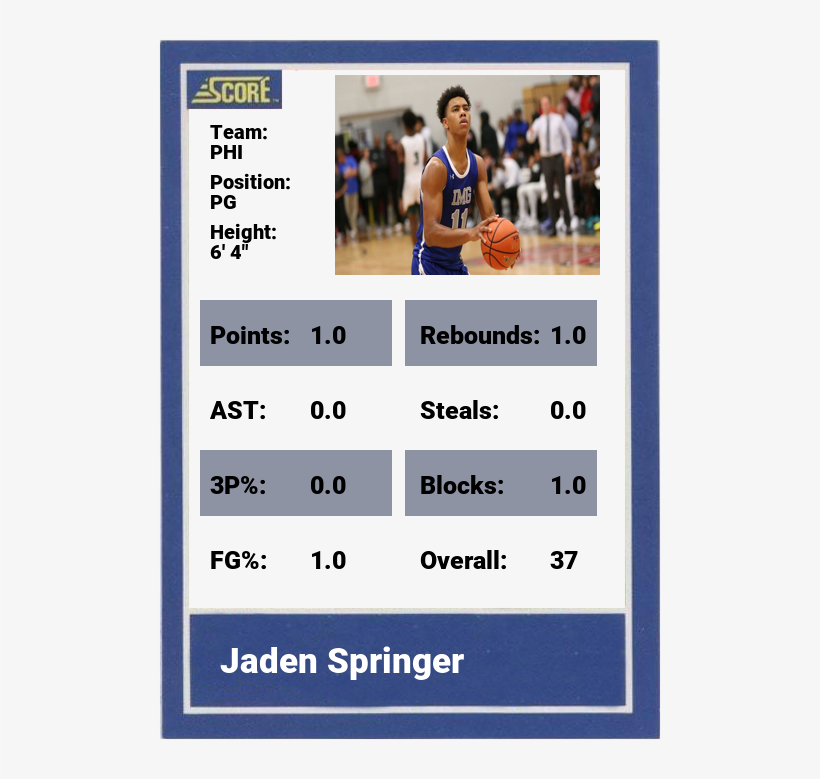 SCORE
Team:
PHI
Position:
PG
Height:
6' 4"
IMG
11
3
Points: 1.0
Rebounds: 1.0
AST: 0.0
Steals: 0.0
3P%: 0.0
Blocks: 1.0
FG%: 1.0
Overall: 37
Jaden Springer